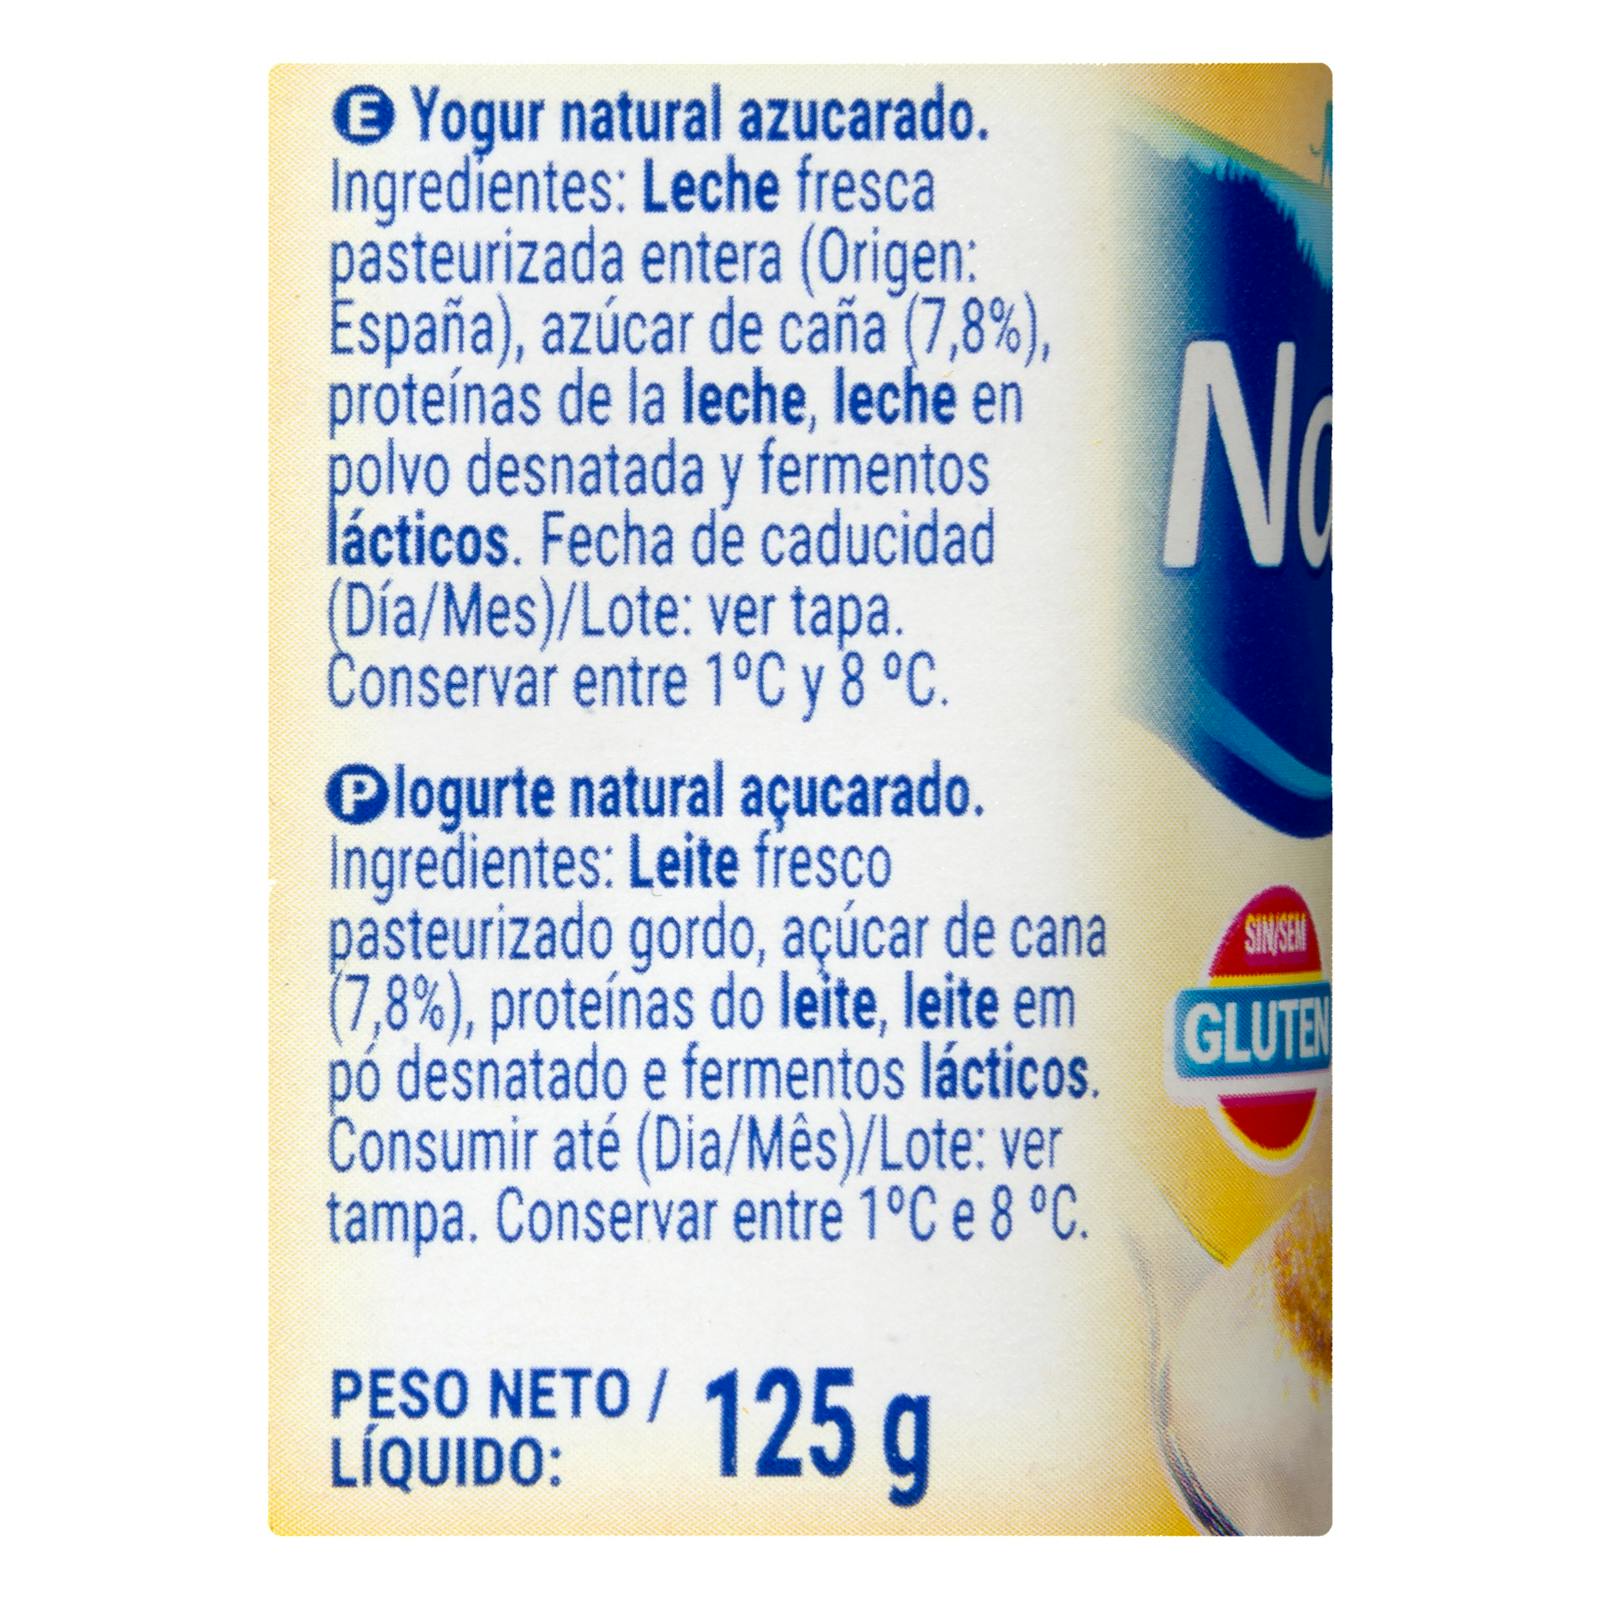 E Yogur natural azucarado.
Ingredientes: Leche fresca
pasteurizada entera (Origen:
España), azúcar de caña (7,8%),
proteínas de la leche, leche en
polvo desnatada y fermentos
lácticos. Fecha de caducidad
(Día/Mes)/Lote: ver tapa.
Conservar entre 1ºC y 8 ºC.
P Iogurte natural açucarado.
Ingredientes: Leite fresco
pasteurizado gordo, açúcar de cana
(7,8%), proteínas do leite, leite em
pó desnatado e fermentos lácticos.
Consumir até (Dia/Mês)/Lote: ver
tampa. Conservar entre 1ºC e 8 ºC.
PESO NETO /
LÍQUIDO: 125 g
SIN/SEM
GLUTEN